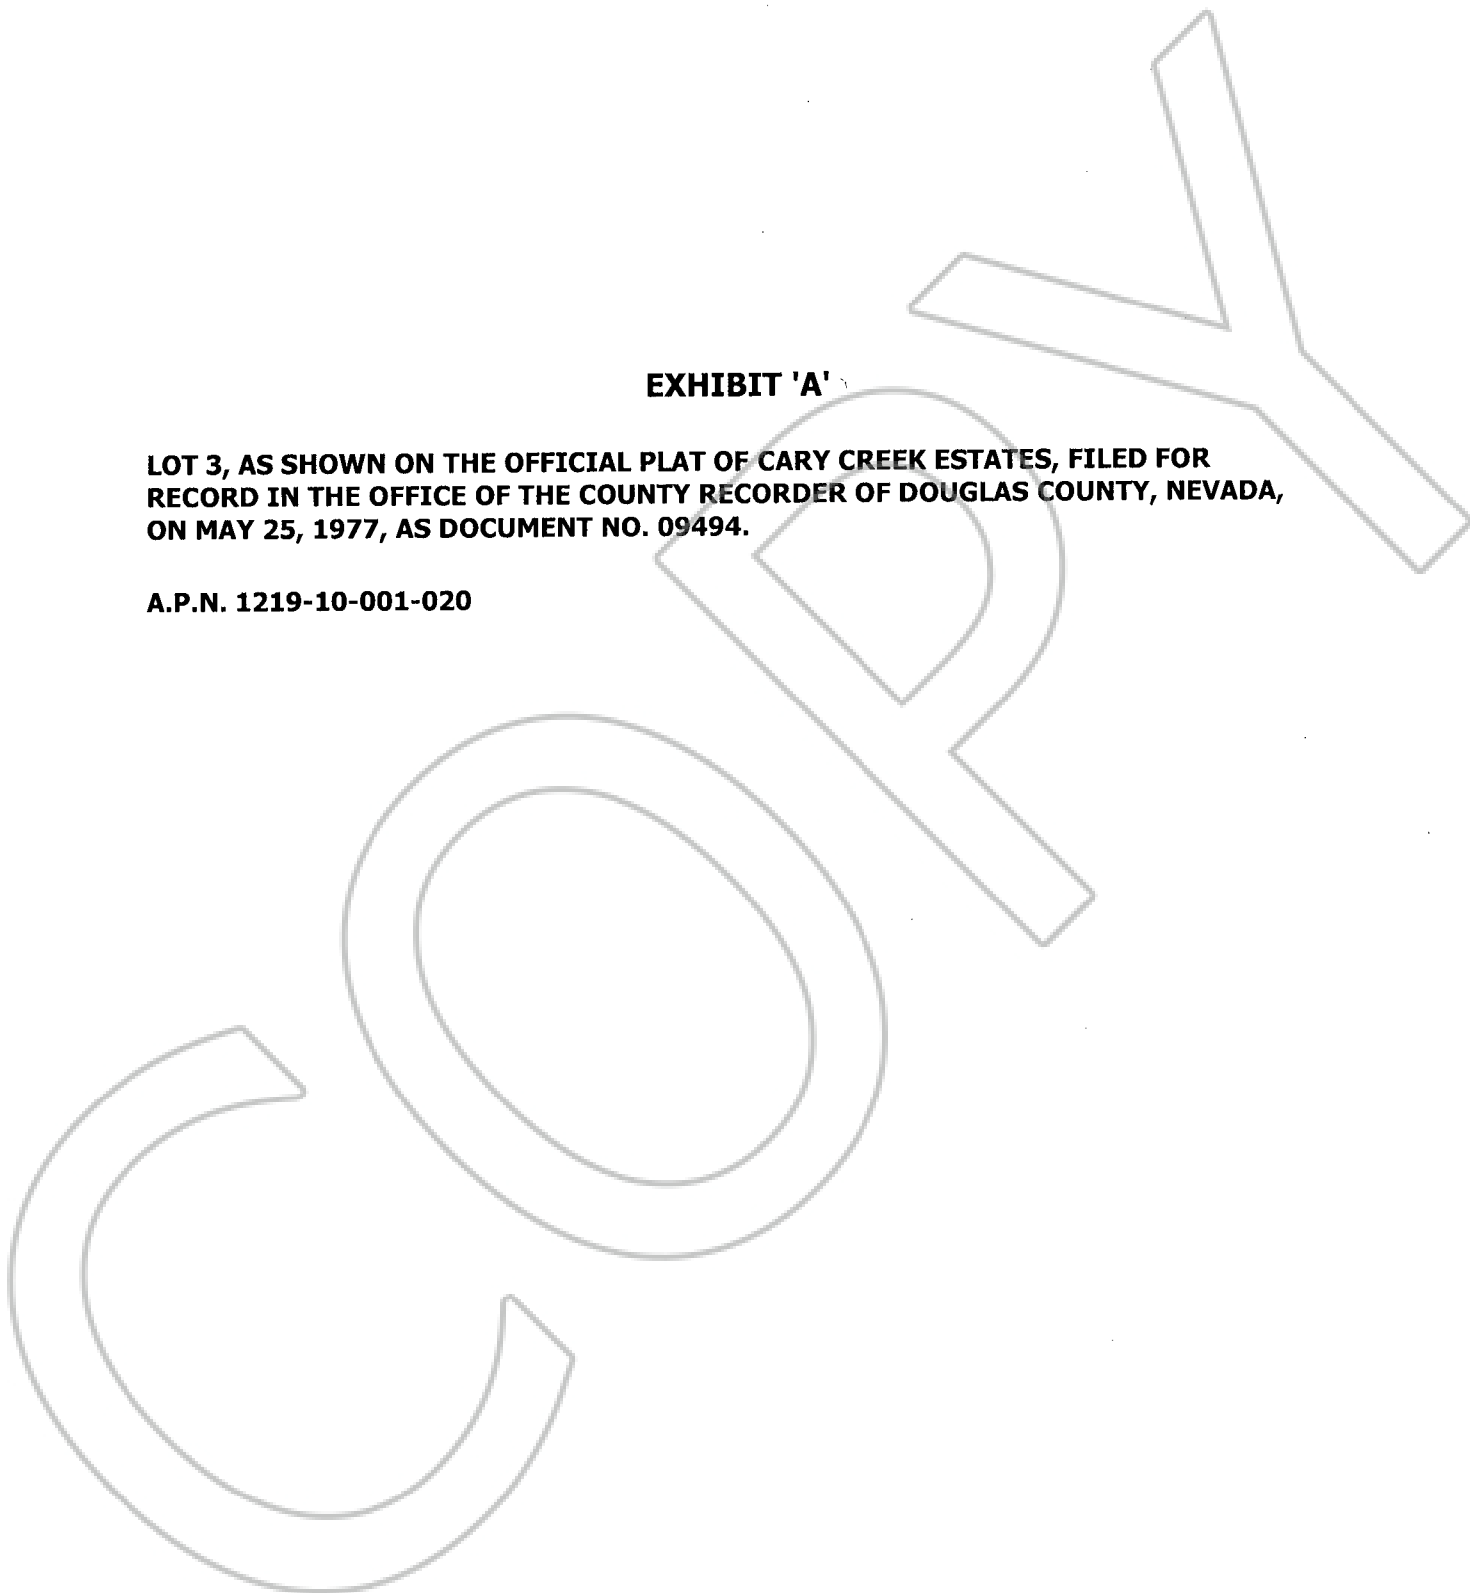 EXHIBIT 'A'
LOT 3, AS SHOWN ON THE OFFICIAL PLAT OF CARY CREEK ESTATES, FILED FOR
RECORD IN THE OFFICE OF THE COUNTY RECORDER OF DOUGLAS COUNTY, NEVADA,
ON MAY 25, 1977, AS DOCUMENT NO. 09494.
A.P.N. 1219-10-001-020
COPY